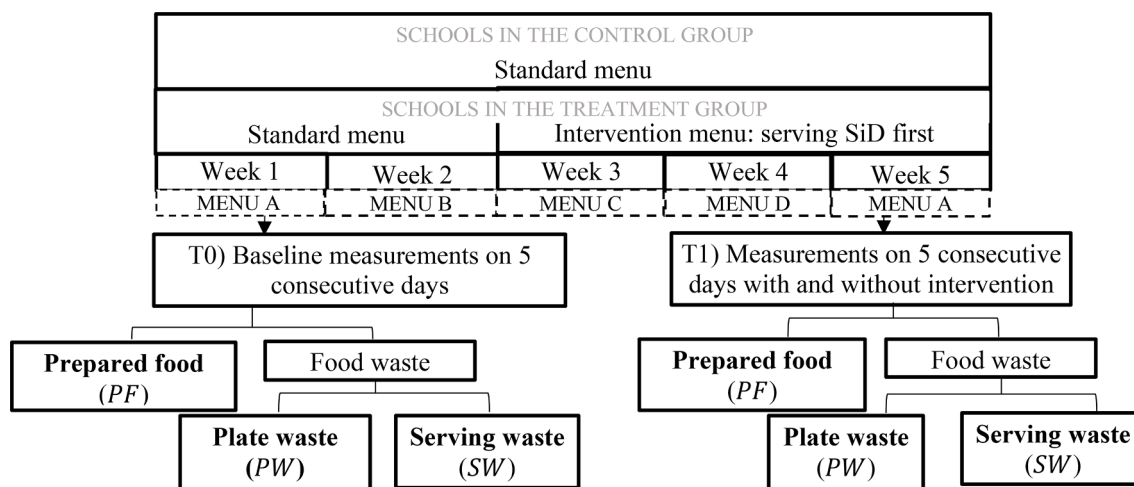 SCHOOLS IN THE CONTROL GROUP
Standard menu
SCHOOLS IN THE TREATMENT GROUP
Standard menu
Intervention menu: serving SiD first
Week 1
Week 2
Week 3
Week 4
Week 5
MENU A
MENU B
MENU C
MENU D
MENU A
T0) Baseline measurements on 5
consecutive days
T1) Measurements on 5 consecutive
days with and without intervention
Prepared food
(PF)
Food waste
Plate waste
(PW)
Serving waste
(SW)
Prepared food
(PF)
Food waste
Plate waste
(PW)
Serving waste
(SW)